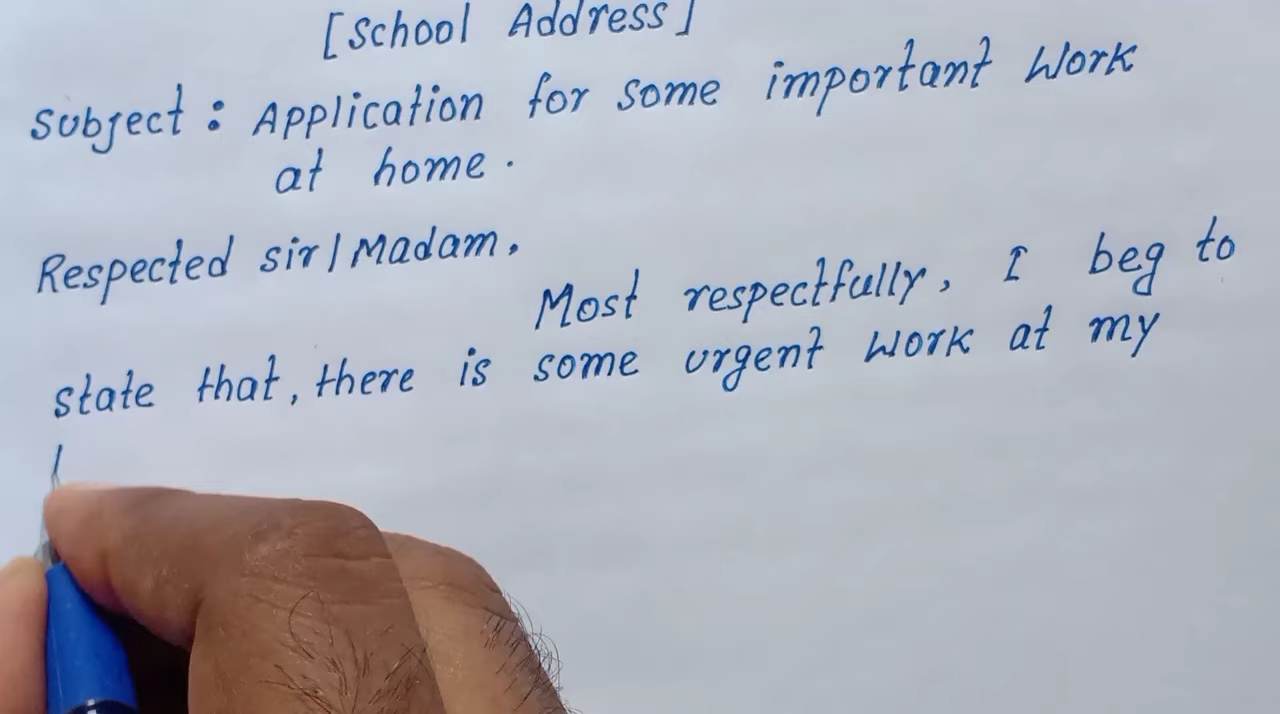 [School Address]
Subject : Application for some important work
at home.
Respected sir/Madam,
Most respectfully, I beg to
state that, there is some urgent work at my